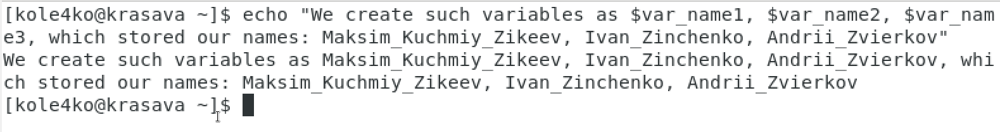 [kole4ko@krasava ~]$ echo "We create such variables as $var_name1, $var_name2, $var_nam
e3, which stored our names: Maksim_Kuchmiy_Zikeev, Ivan_Zinchenko, Andrii_Zvierkov"
We create such variables as Maksim_Kuchmiy_Zikeev, Ivan_Zinchenko, Andrii_Zvierkov, whi
ch stored our names: Maksim_Kuchmiy_Zikeev, Ivan_Zinchenko, Andrii_Zvierkov
[kole4ko@krasava ~]$